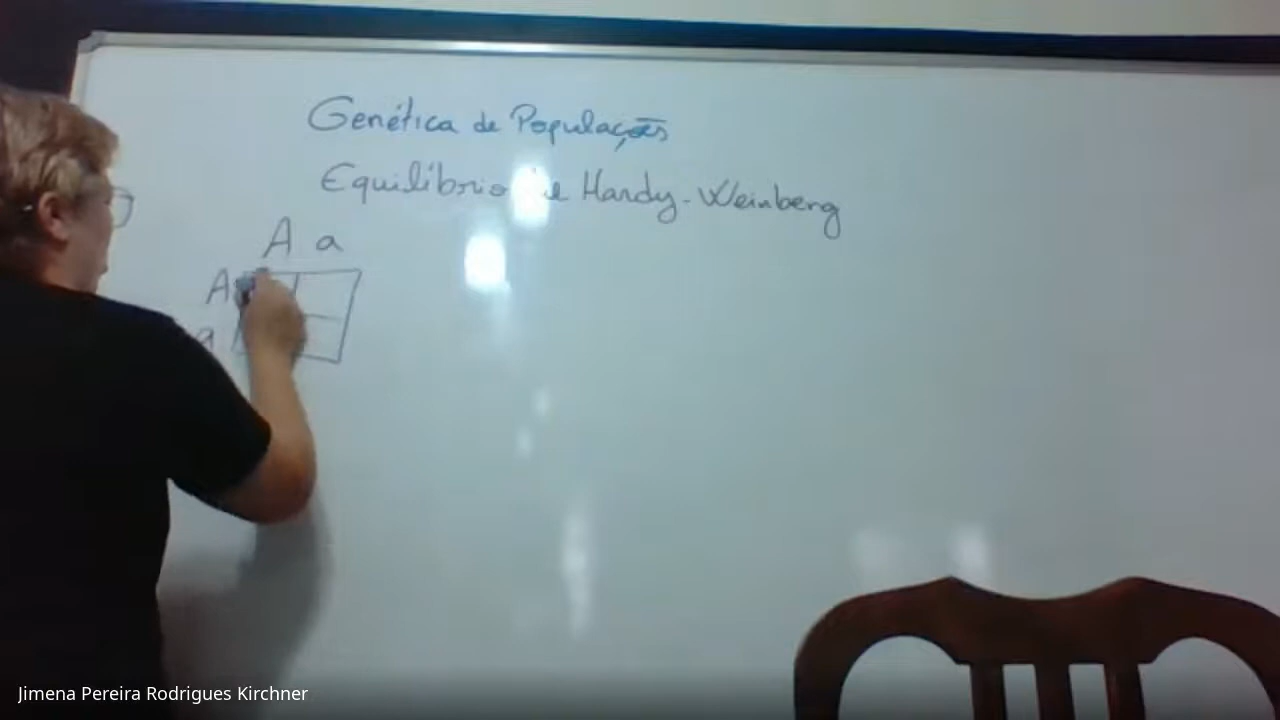 Genética de Populações
Equilíbrio de Hardy-Weinberg
A a
A
a
Jimena Pereira Rodrigues Kirchner